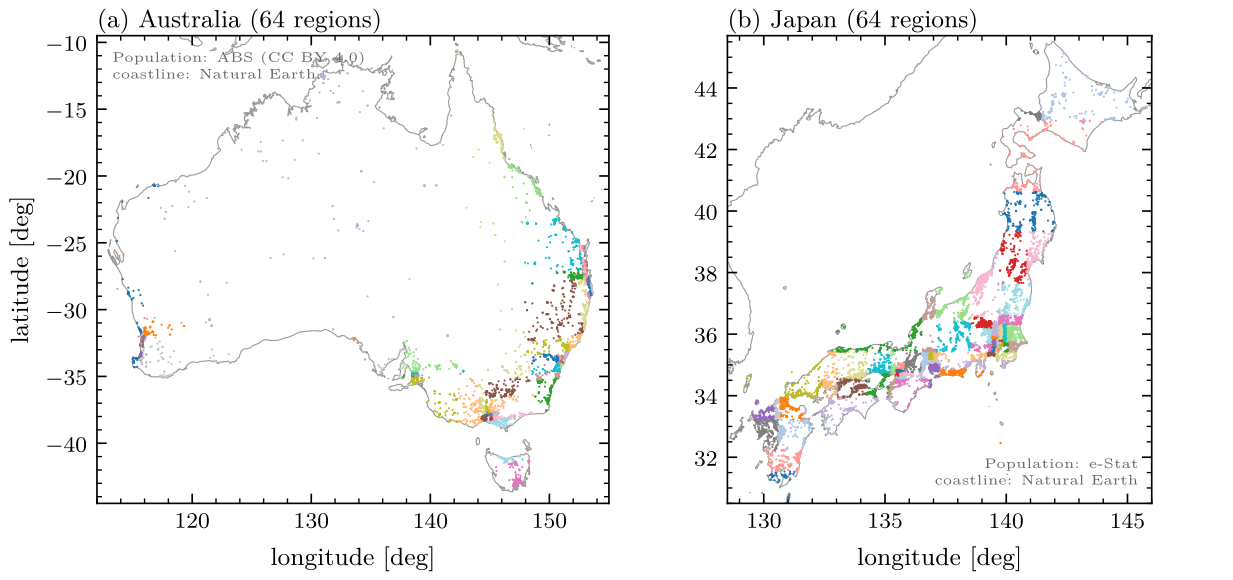 (a) Australia (64 regions)
Population: ABS (CC BY 4.0)
coastline: Natural Earth.
−10
−15
−20
−25
−30
−35
−40
latitude [deg]
120
130
140
150
longitude [deg]
(b) Japan (64 regions)
44
42
40
38
36
34
32
Population: e-Stat
coastline: Natural Earth
130
135
140
145
longitude [deg]